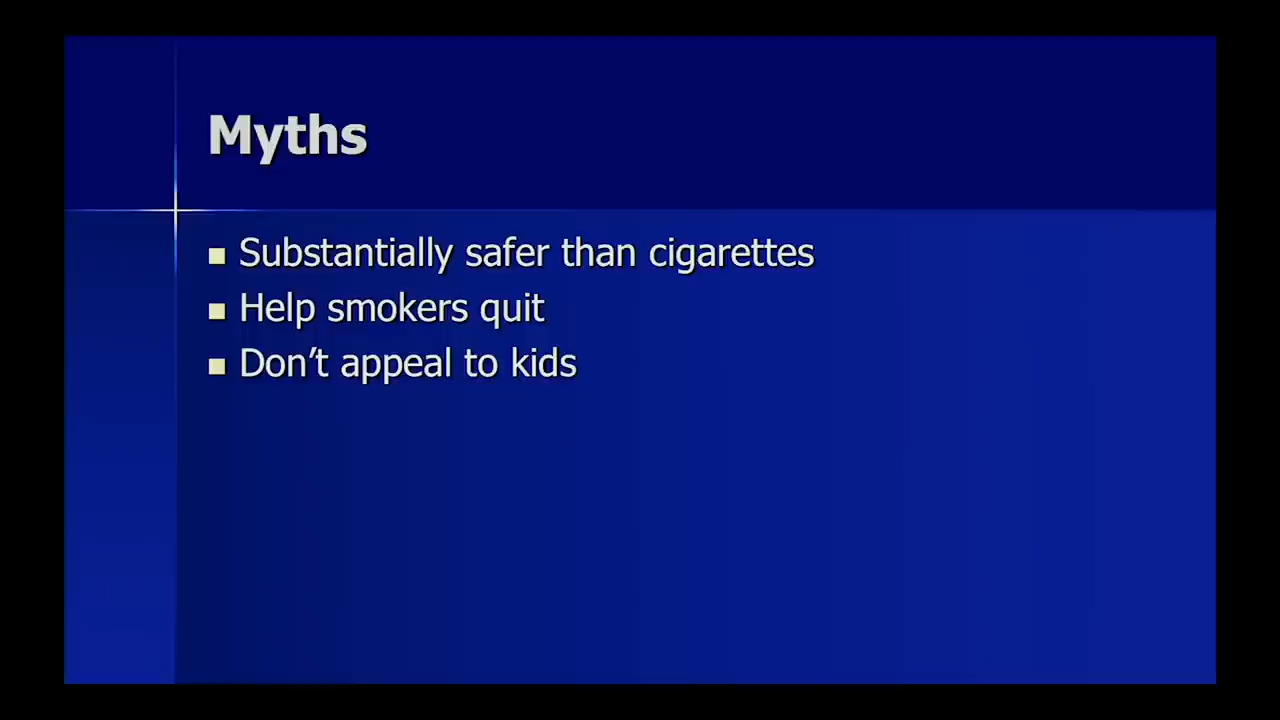 Myths
Substantially safer than cigarettes
Help smokers quit
Don’t appeal to kids